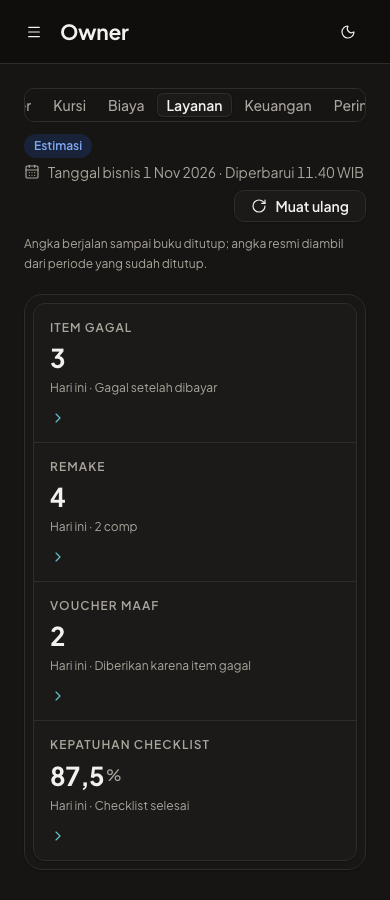 Owner
Kursi Biaya Layanan Keuangan
Estimasi
Tanggal bisnis 1 Nov 2026 · Diperbarui 11.40 WIB
Muat ulang
Angka berjalan sampai buku ditutup; angka resmi diambil
dari periode yang sudah ditutup.
ITEM GAGAL
3
Hari ini · Gagal setelah dibayar
REMAKE
4
Hari ini · 2 comp
VOUCHER MAAF
2
Hari ini · Diberikan karena item gagal
KEPATUHAN CHECKLIST
87,5%
Hari ini · Checklist selesai